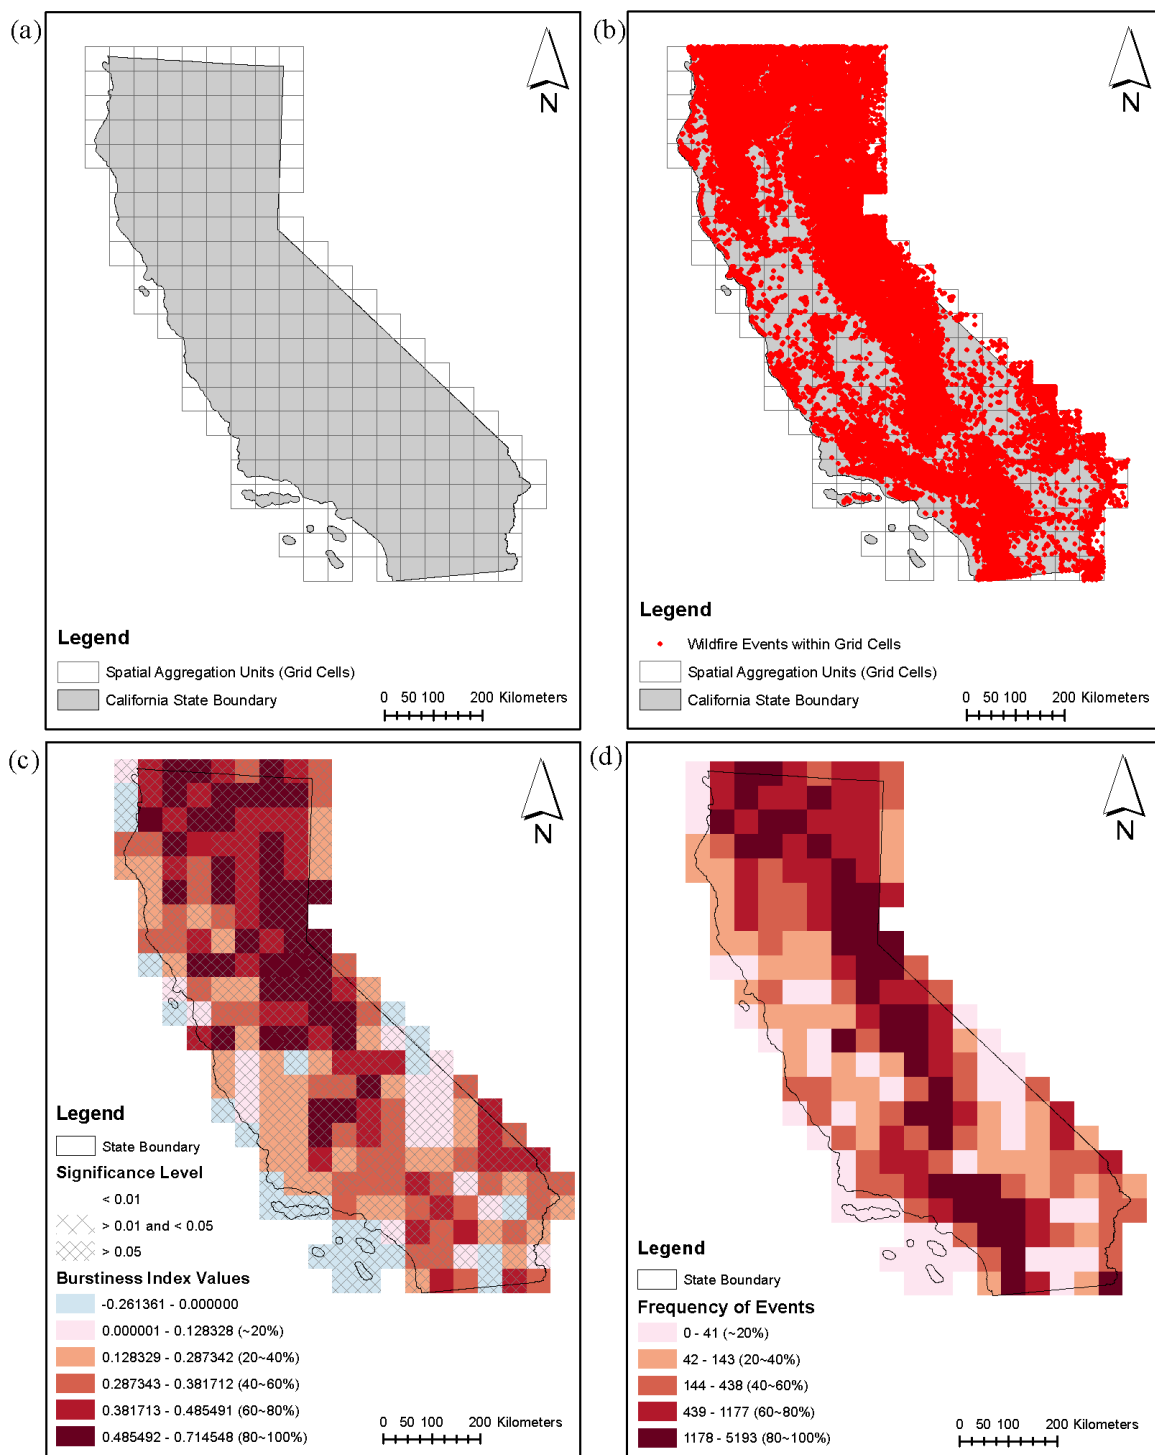 (a)
N
Legend
Spatial Aggregation Units (Grid Cells)
California State Boundary
0 50 100 200 Kilometers
(b)
N
Legend
Wildfire Events within Grid Cells
Spatial Aggregation Units (Grid Cells)
California State Boundary
0 50 100 200 Kilometers
(c)
N
Legend
State Boundary
Significance Level
< 0.01
> 0.01 and < 0.05
> 0.05
Burstiness Index Values
-0.261361 - 0.000000
0.000001 - 0.128328 (~20%)
0.128329 - 0.287342 (20~40%)
0.287343 - 0.381712 (40~60%)
0.381713 - 0.485491 (60~80%)
0.485492 - 0.714548 (80~100%)
0 50 100 200 Kilometers
(d)
N
Legend
State Boundary
Frequency of Events
0 - 41 (~20%)
42 - 143 (20~40%)
144 - 438 (40~60%)
439 - 1177 (60~80%)
1178 - 5193 (80~100%)
0 50 100 200 Kilometers